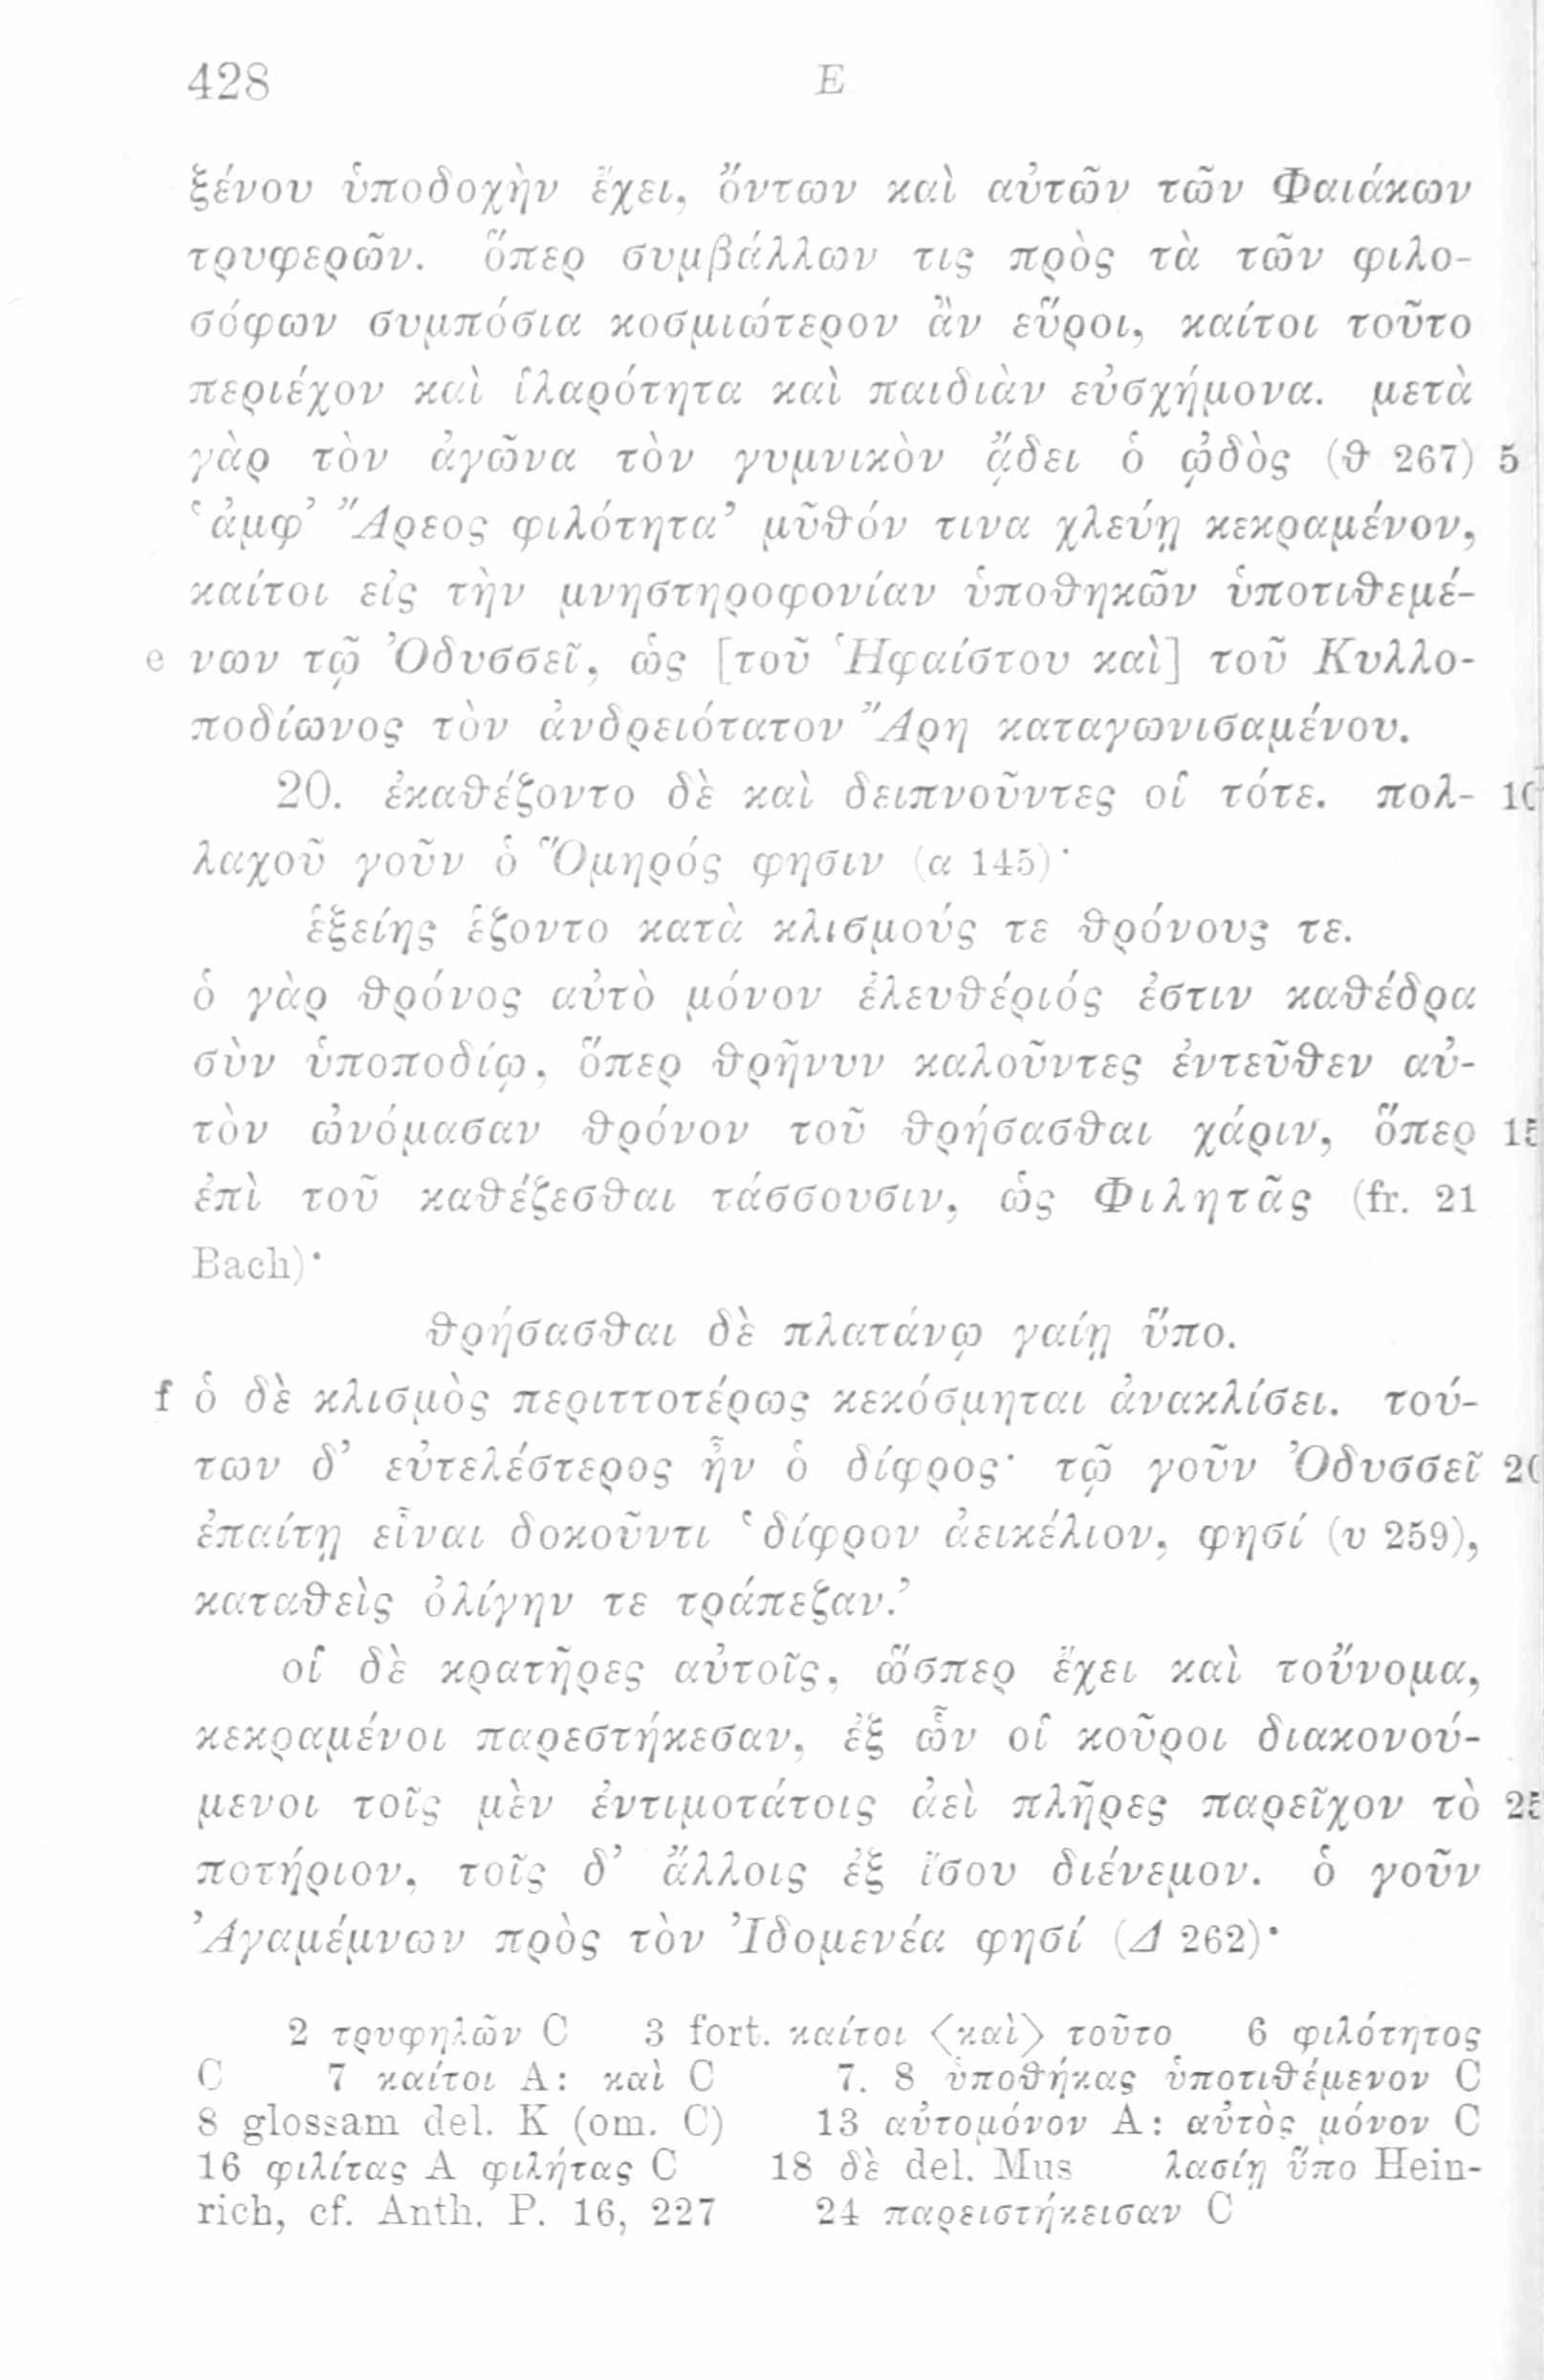 428 E
ξένου ὑποδοχὴν ἔχει, ὄντων καὶ αὐτῶν τῶν Φαιάκων
τρυφερῶν. ὅπερ συμβάλλων τις πρὸς τὰ τῶν φιλο-
σόφων συμπόσια κοσμιώτερον ἂν εὕροι, καίτοι τοῦτο
περιέχον καὶ ἱλαρότητα καὶ παιδιὰν εὐσχήμονα. μετὰ
γὰρ τὸν ἀγῶνα τὸν γυμνικὸν ᾄδει ὁ ᾠδὸς (ϑ 267) 5
‘ἀμφ’ Ἄρεος φιλότητα’ μῦϑόν τινα χλεύῃ κεκραμένον,
καίτοι εἰς τὴν μνηστηροφονίαν ὑποϑηκῶν ὑποτιϑεμέ-
e νων τῷ Ὀδυσσεῖ, ὡς [τοῦ Ἡφαίστου καὶ] τοῦ Κυλλο-
ποδίωνος τὸν ἀνδρειότατον Ἄρη καταγωνισαμένου.
20. ἐκαϑέζοντο δὲ καὶ δειπνοῦντες οἱ τότε. πολ- 10
λαχοῦ γοῦν ὁ Ὅμηρός φησιν (α 145)·
ἑξείης ἕζοντο κατὰ κλισμούς τε ϑρόνους τε.
ὁ γὰρ ϑρόνος αὐτὸ μόνον ἐλευϑέριός ἐστιν καϑέδρα
σὺν ὑποποδίῳ, ὅπερ ϑρῆνυν καλοῦντες ἐντεῦϑεν αὐ-
τὸν ὠνόμασαν ϑρόνον τοῦ ϑρήσασϑαι χάριν, ὅπερ 15
ἐπὶ τοῦ καϑέζεσϑαι τάσσουσιν, ὡς Φιλητᾶς (fr. 21
Bach)·
ϑρήσασϑαι δὲ πλατάνῳ γαίῃ ὕπο.
f ὁ δὲ κλισμὸς περιττοτέρως κεκόσμηται ἀνακλίσει. τού-
των δ’ εὐτελέστερος ἦν ὁ δίφρος· τῷ γοῦν Ὀδυσσεῖ 20
ἐπαίτῃ εἶναι δοκοῦντι ‘δίφρον ἀεικέλιον, φησί (υ 259),
καταϑεὶς ὀλίγην τε τράπεζαν.’
οἱ δὲ κρατῆρες αὐτοῖς, ὥσπερ ἔχει καὶ τοὔνομα,
κεκραμένοι παρεστήκεσαν, ἐξ ὧν οἱ κοῦροι διακονού-
μενοι τοῖς μὲν ἐντιμοτάτοις ἀεὶ πλῆρες παρεῖχον τὸ 25
ποτήριον, τοῖς δ’ ἄλλοις ἐξ ἴσου διένεμον. ὁ γοῦν
Ἀγαμέμνων πρὸς τὸν Ἰδομενέα φησί (Δ 262)·
2 τρυφηλῶν C 3 fort. καίτοι <καὶ> τοῦτο 6 φιλότητος
C 7 καίτοι A: καὶ C 7. 8 ὑποϑήκας ὑποτιϑέμενον C
8 glossam del. K (om. C) 13 αὐτομόνον A: αὐτὸς μόνον C
16 φιλίτας A φιλήτας C 18 δὲ del. Mus λασίῃ ὕπο Hein-
rich, cf. Anth. P. 16, 227 24 παρειστήκεισαν C